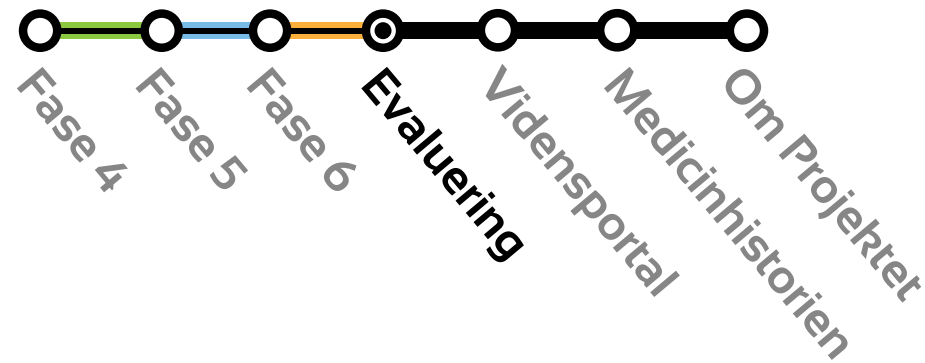 Fase 4
Fase 5
Fase 6
Evaluering
Vidensportal
Medicinhistorien
Om Projektet